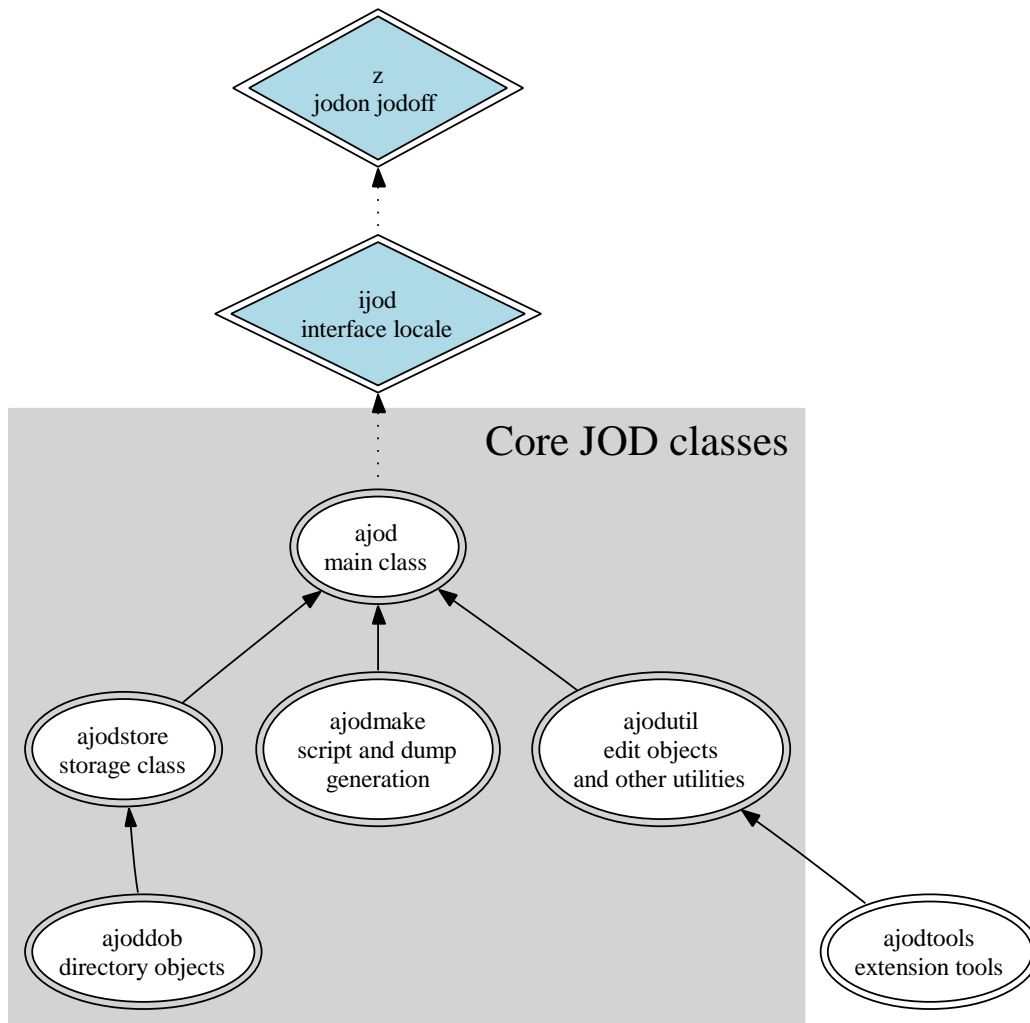 z
jodon jodoff
ijod
interface locale
Core JOD classes
ajod
main class
ajodstore
storage class
ajodmake
script and dump
generation
ajodutil
edit objects
and other utilities
ajoddob
directory objects
ajodtools
extension tools